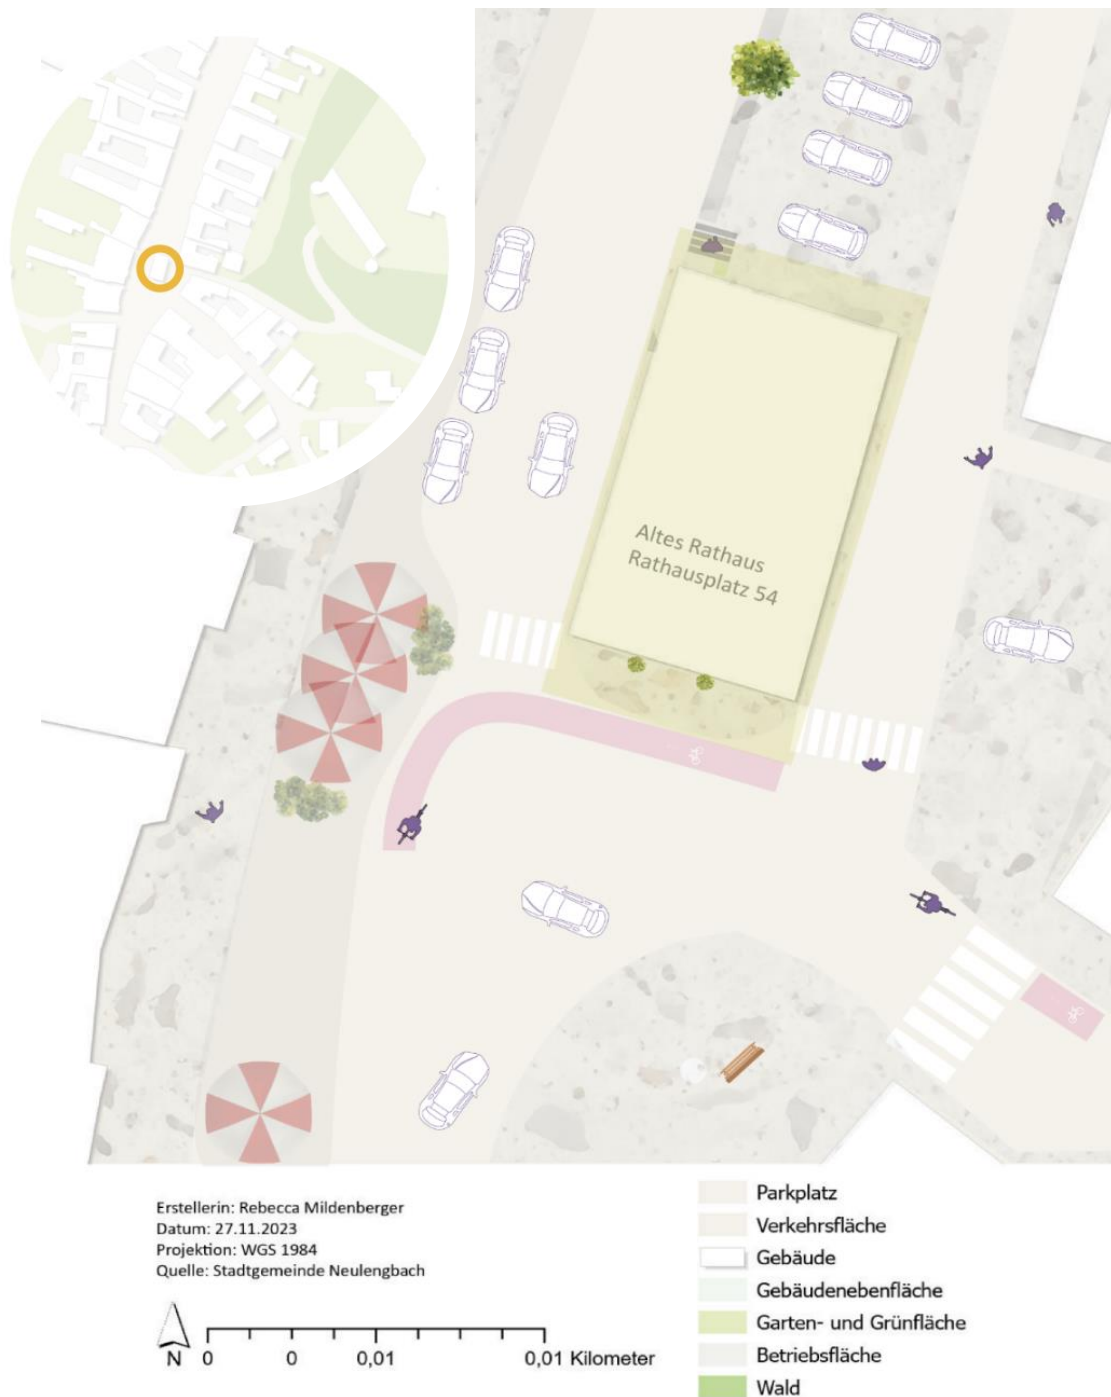 Altes Rathaus
Rathausplatz 54
Erstellerin: Rebecca Mildenberger
Datum: 27.11.2023
Projektion: WGS 1984
Quelle: Stadtgemeinde Neulengbach
N 0 0 0,01 0,01 Kilometer
Parkplatz
Verkehrsfläche
Gebäude
Gebäudenebenfläche
Garten- und Grünfläche
Betriebsfläche
Wald